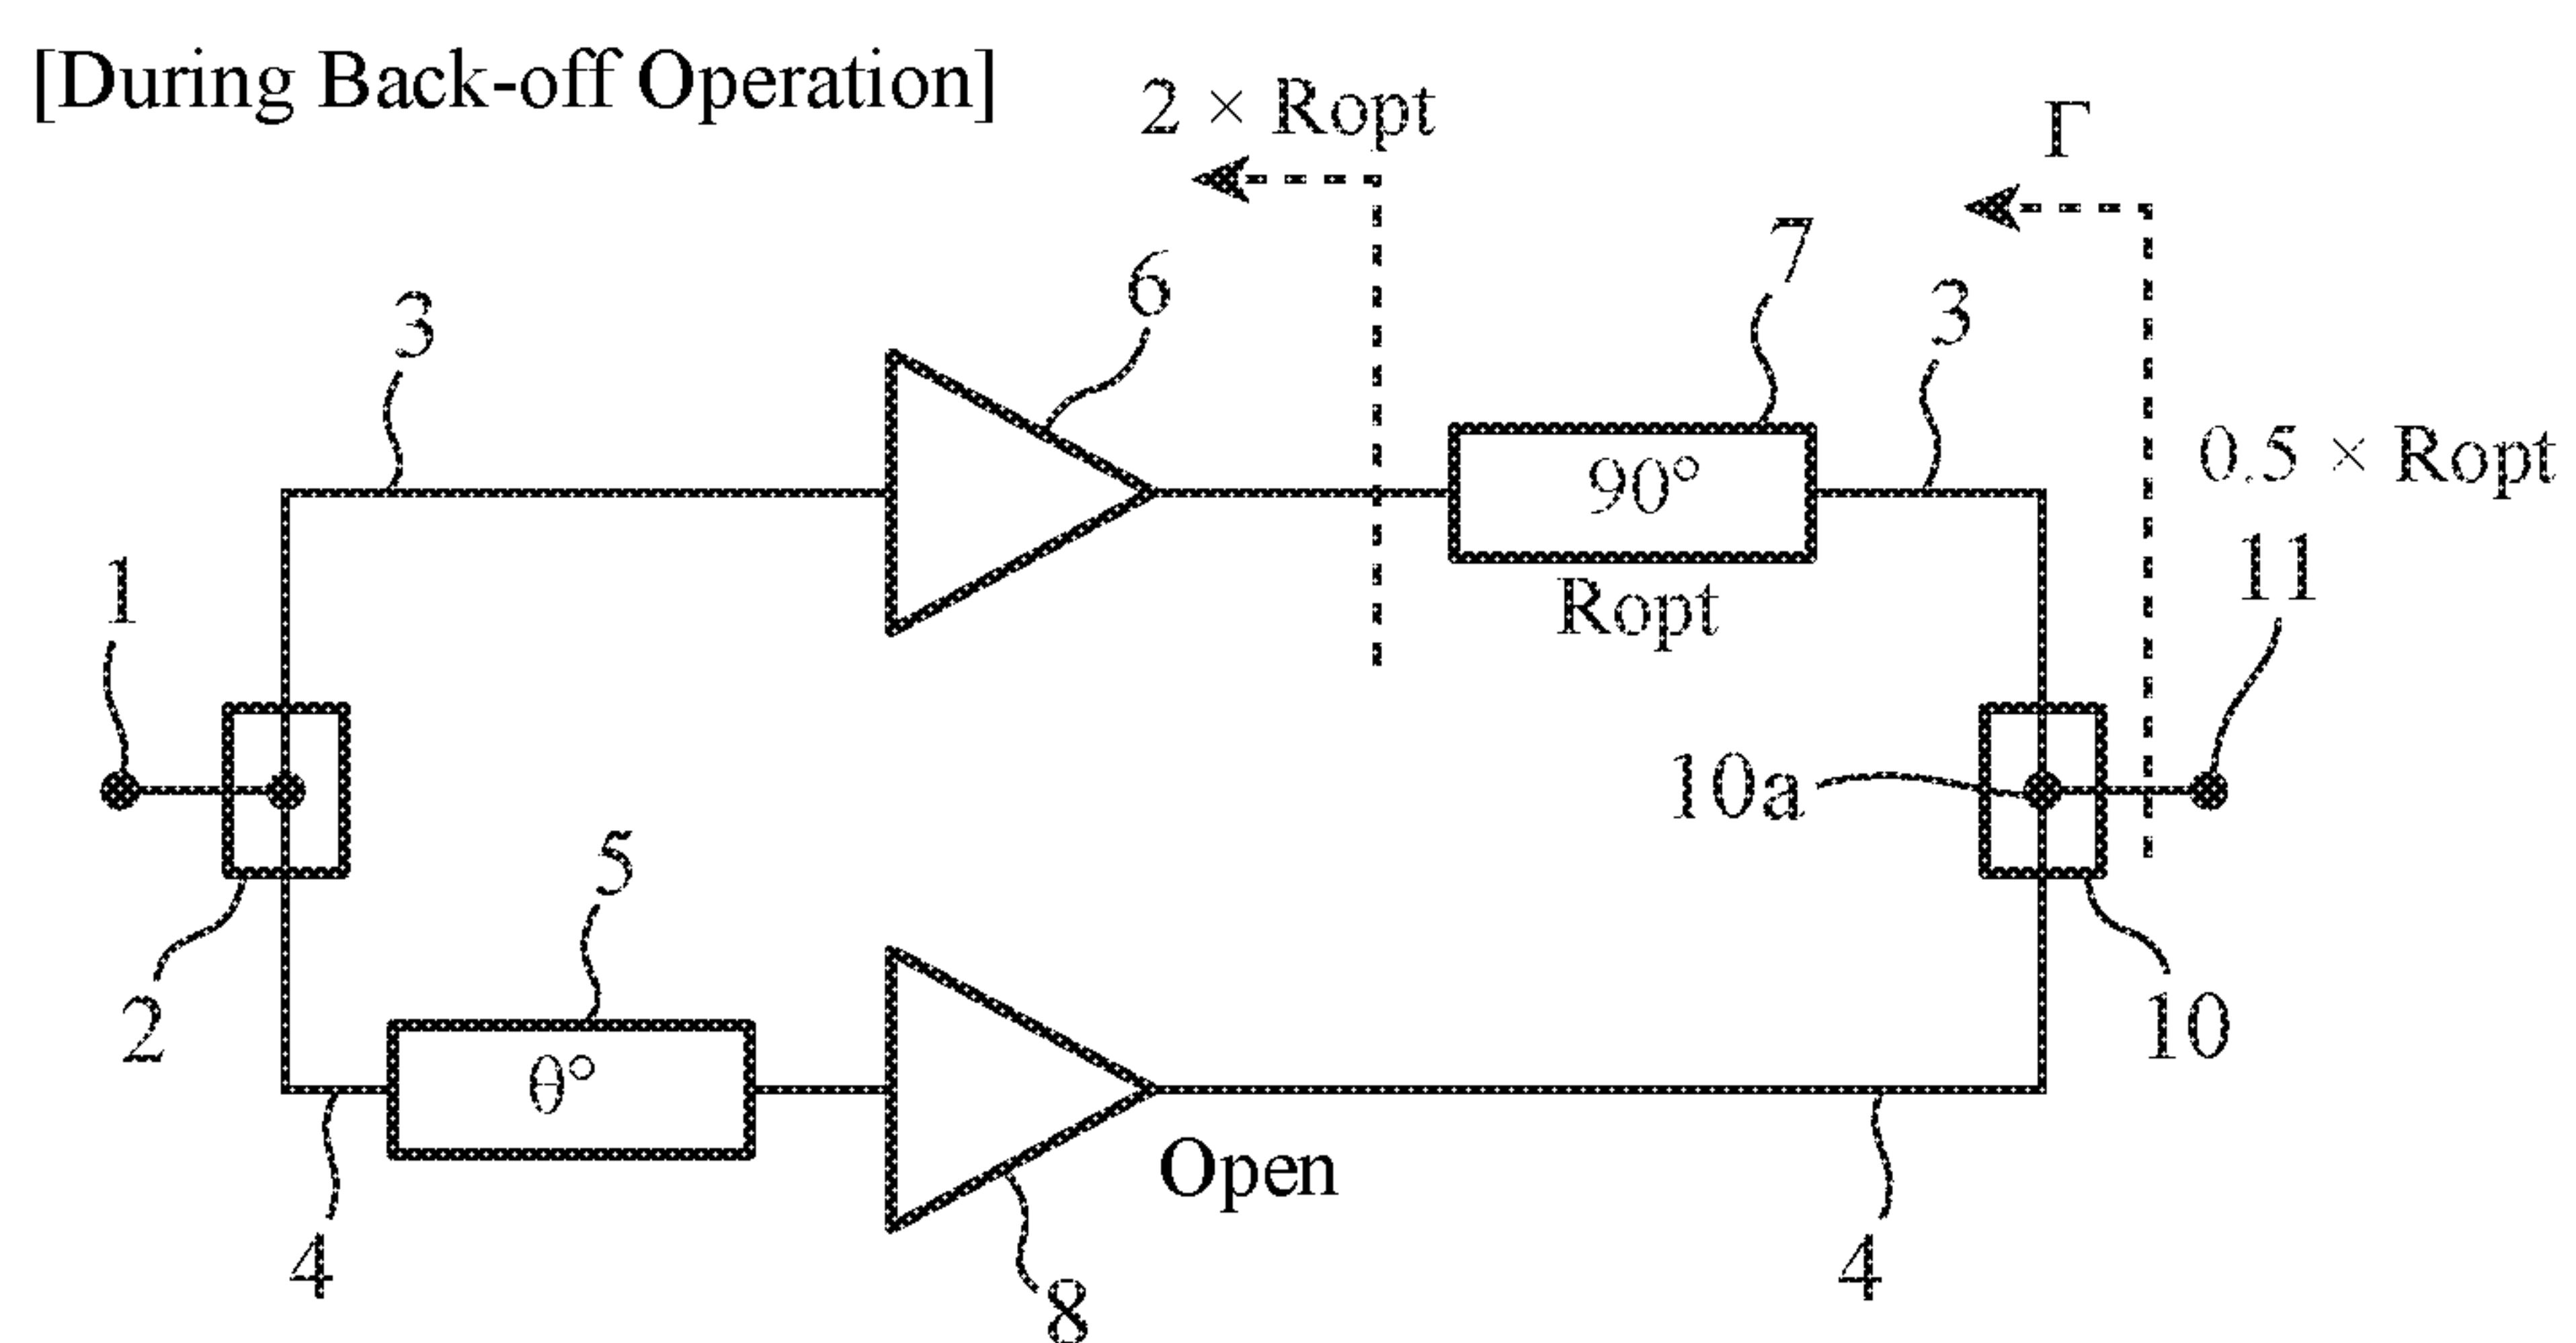 [During Back-off Operation]
2 × Ropt
Γ
7
6
3
3
0.5 × Ropt
90°
1
11
Ropt
10a
5
2
10
θ°
Open
4
4
8